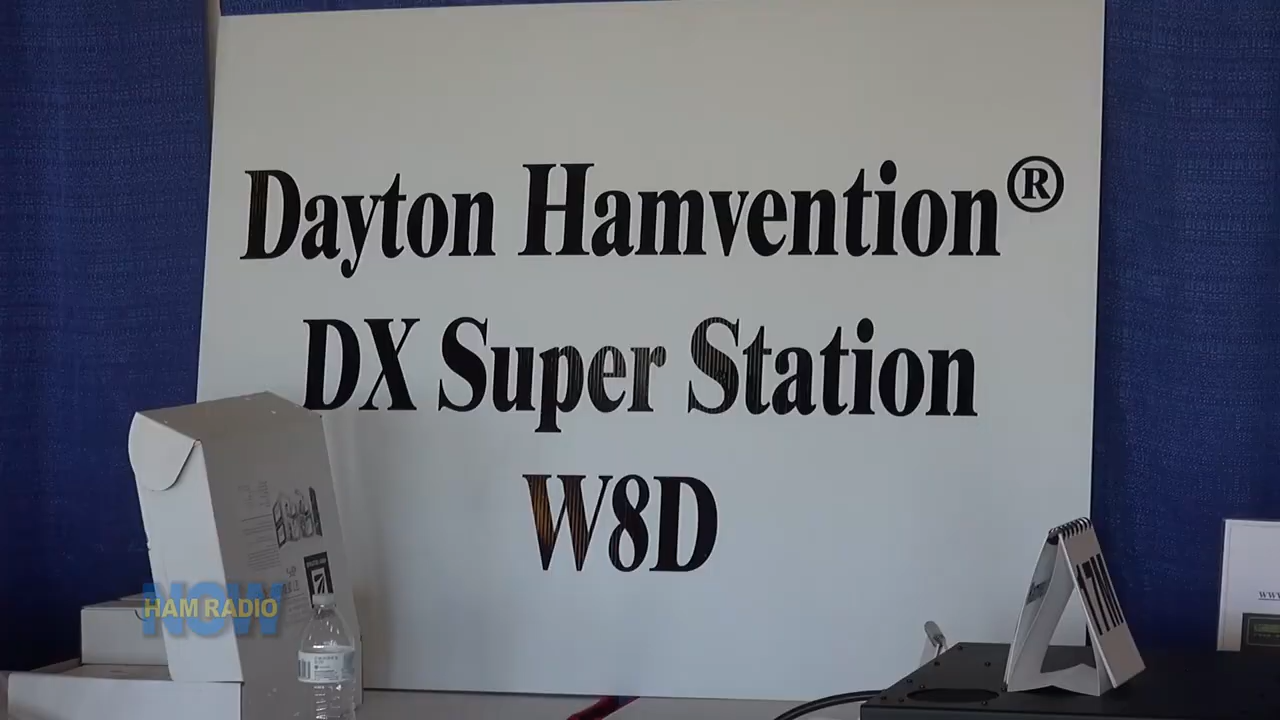 Dayton Hamvention®
DX Super Station
W8D
17M
NOW
HAM RADIO